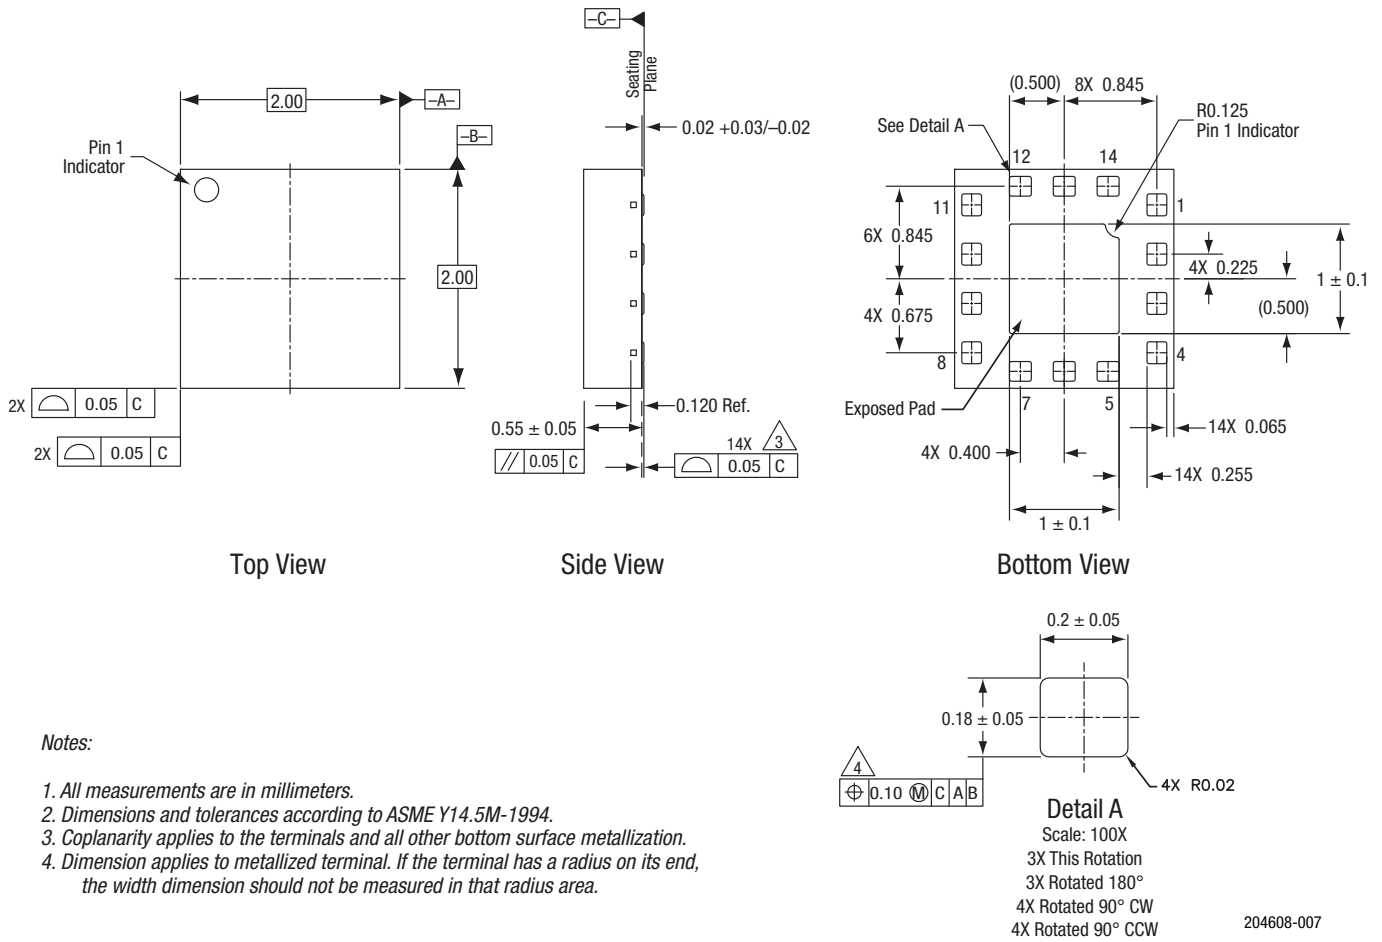 –C–
Seating
Plane
2.00
–A–
–B–
Pin 1
Indicator
2.00
2X 0.05 C
2X 0.05 C
Top View
0.02 +0.03/–0.02
0.120 Ref.
0.55 ± 0.05
// 0.05 C
14X 3
0.05 C
Side View
(0.500)
8X 0.845
R0.125
Pin 1 Indicator
See Detail A
12
14
11
1
6X 0.845
4X 0.225
1 ± 0.1
(0.500)
4X 0.675
8
4
Exposed Pad
7
5
14X 0.065
4X 0.400
14X 0.255
1 ± 0.1
Bottom View
0.2 ± 0.05
0.18 ± 0.05
4
⌖ 0.10 Ⓜ C A B
4X R0.02
Detail A
Scale: 100X
3X This Rotation
3X Rotated 180°
4X Rotated 90° CW
4X Rotated 90° CCW
Notes:
1. All measurements are in millimeters.
2. Dimensions and tolerances according to ASME Y14.5M-1994.
3. Coplanarity applies to the terminals and all other bottom surface metallization.
4. Dimension applies to metallized terminal. If the terminal has a radius on its end,
the width dimension should not be measured in that radius area.
204608-007